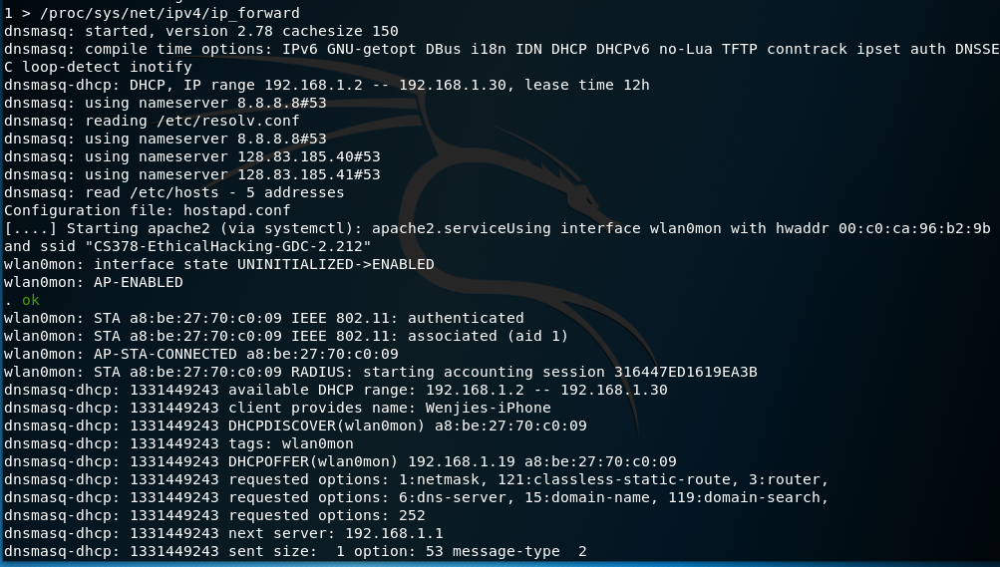 1 > /proc/sys/net/ipv4/ip_forward
dnsmasq: started, version 2.78 cachesize 150
dnsmasq: compile time options: IPv6 GNU-getopt DBus i18n IDN DHCP DHCPv6 no-Lua TFTP conntrack ipset auth DNSSE
C loop-detect inotify
dnsmasq-dhcp: DHCP, IP range 192.168.1.2 -- 192.168.1.30, lease time 12h
dnsmasq: using nameserver 8.8.8.8#53
dnsmasq: reading /etc/resolv.conf
dnsmasq: using nameserver 8.8.8.8#53
dnsmasq: using nameserver 128.83.185.40#53
dnsmasq: using nameserver 128.83.185.41#53
dnsmasq: read /etc/hosts - 5 addresses
Configuration file: hostapd.conf
[....] Starting apache2 (via systemctl): apache2.serviceUsing interface wlan0mon with hwaddr 00:c0:ca:96:b2:9b
and ssid "CS378-EthicalHacking-GDC-2.212"
wlan0mon: interface state UNINITIALIZED->ENABLED
wlan0mon: AP-ENABLED
. ok
wlan0mon: STA a8:be:27:70:c0:09 IEEE 802.11: authenticated
wlan0mon: STA a8:be:27:70:c0:09 IEEE 802.11: associated (aid 1)
wlan0mon: AP-STA-CONNECTED a8:be:27:70:c0:09
wlan0mon: STA a8:be:27:70:c0:09 RADIUS: starting accounting session 316447ED1619EA3B
dnsmasq-dhcp: 1331449243 available DHCP range: 192.168.1.2 -- 192.168.1.30
dnsmasq-dhcp: 1331449243 client provides name: Wenjies-iPhone
dnsmasq-dhcp: 1331449243 DHCPDISCOVER(wlan0mon) a8:be:27:70:c0:09
dnsmasq-dhcp: 1331449243 tags: wlan0mon
dnsmasq-dhcp: 1331449243 DHCPOFFER(wlan0mon) 192.168.1.19 a8:be:27:70:c0:09
dnsmasq-dhcp: 1331449243 requested options: 1:netmask, 121:classless-static-route, 3:router,
dnsmasq-dhcp: 1331449243 requested options: 6:dns-server, 15:domain-name, 119:domain-search,
dnsmasq-dhcp: 1331449243 requested options: 252
dnsmasq-dhcp: 1331449243 next server: 192.168.1.1
dnsmasq-dhcp: 1331449243 sent size:  1 option: 53 message-type  2